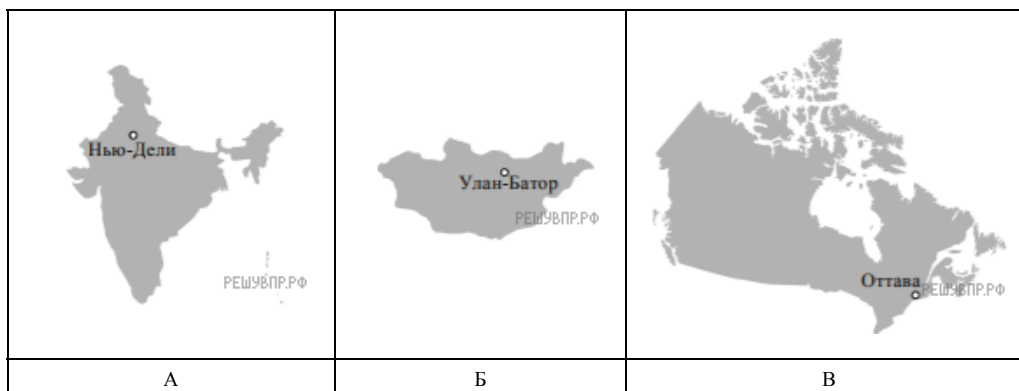 Нью-Дели
РЕШУВПР.РФ
Улан-Батор
РЕШУВПР.РФ
Оттава
РЕШУВПР.РФ
А
Б
В